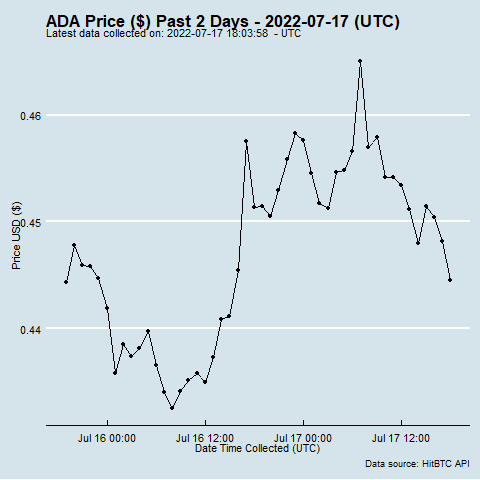 ADA Price ($) Past 2 Days - 2022-07-17 (UTC)
Latest data collected on: 2022-07-17 18:03:58 - UTC
0.46
0.45
0.44
Price USD ($)
Jul 16 00:00 Jul 16 12:00 Jul 17 00:00 Jul 17 12:00
Date Time Collected (UTC)
Data source: HitBTC API